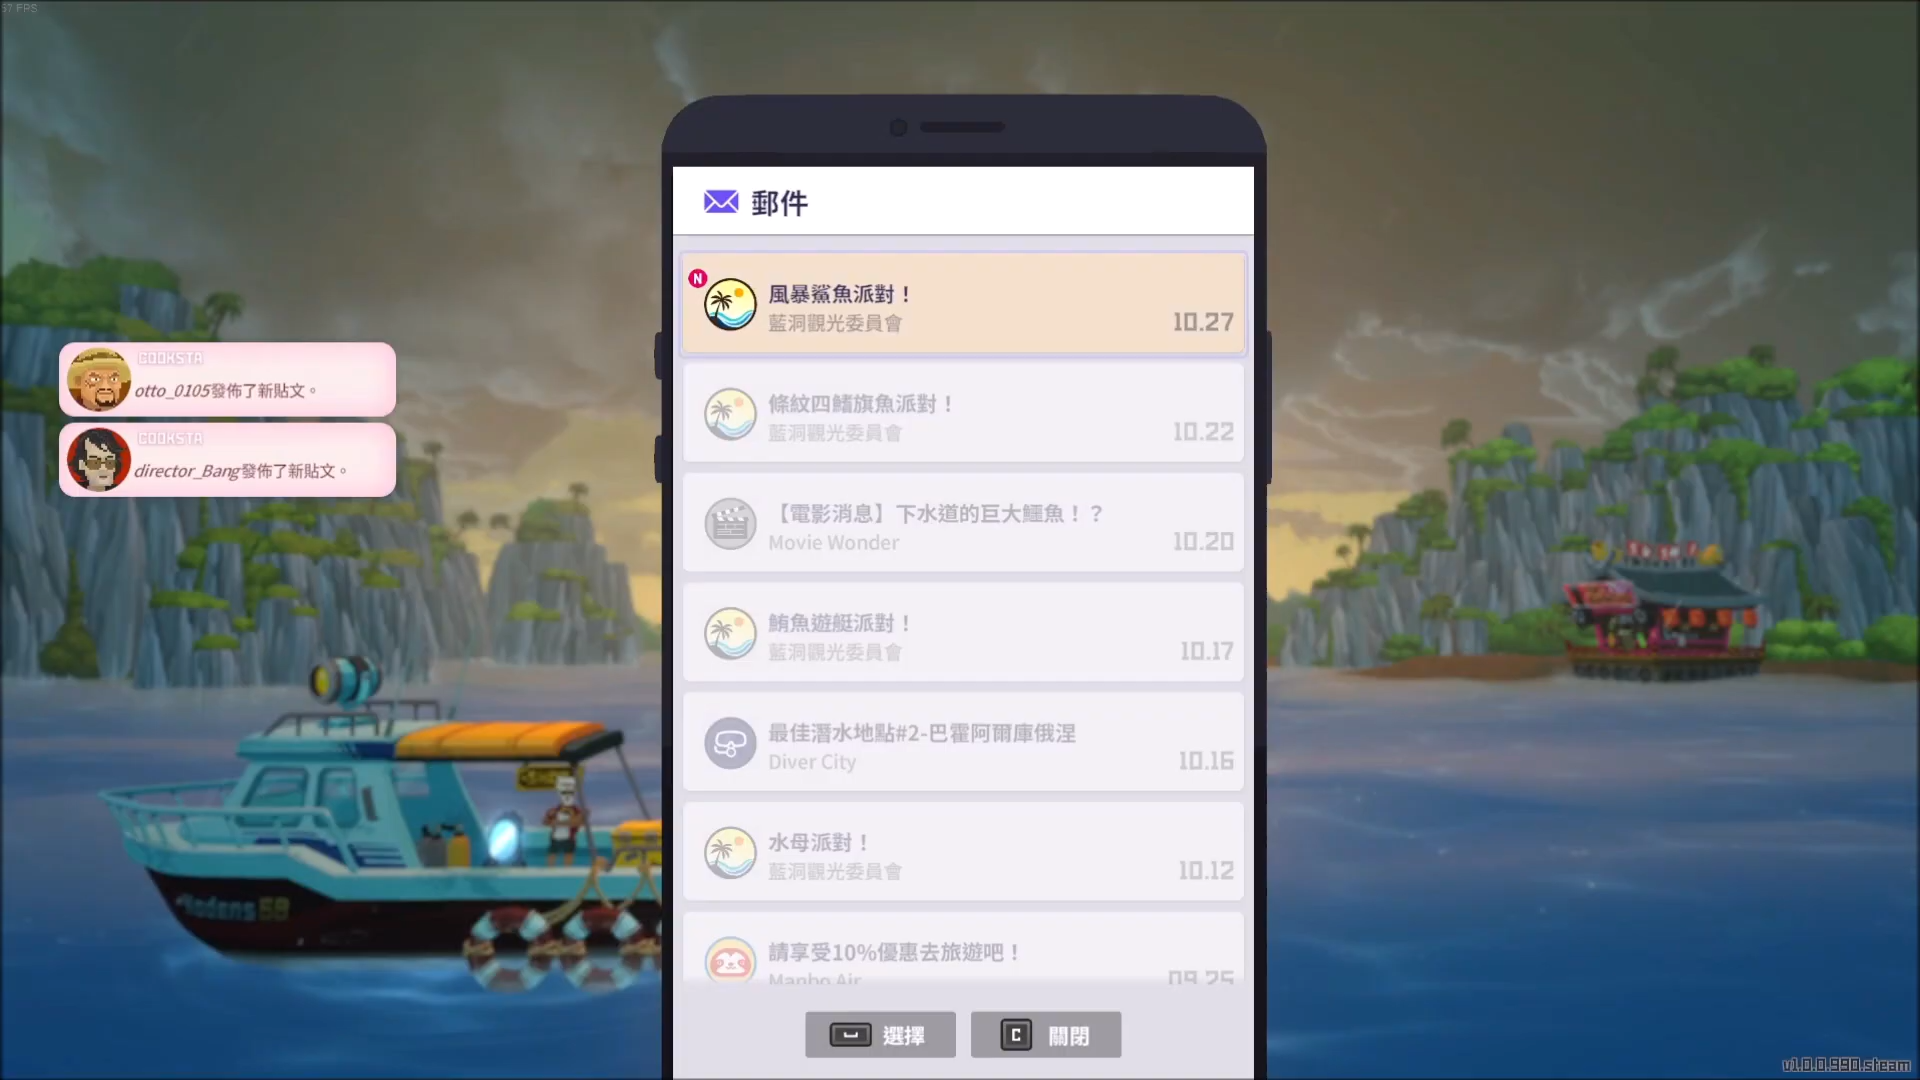 57 FPS
郵件
N
風暴鯊魚派對！
藍洞觀光委員會
10.27
條紋四鰭旗魚派對！
藍洞觀光委員會
10.22
【電影消息】下水道的巨大鱷魚！？
Movie Wonder
10.20
鮪魚遊艇派對！
藍洞觀光委員會
10.17
最佳潛水地點#2-巴霍阿爾庫俄涅
Diver City
10.16
水母派對！
藍洞觀光委員會
10.12
請享受10%優惠去旅遊吧！
Manbo Air
09.25
選擇
C 關閉
COOKSTA
otto_0105發佈了新貼文。
COOKSTA
director_Bang發佈了新貼文。
v1.0.0.990.steam